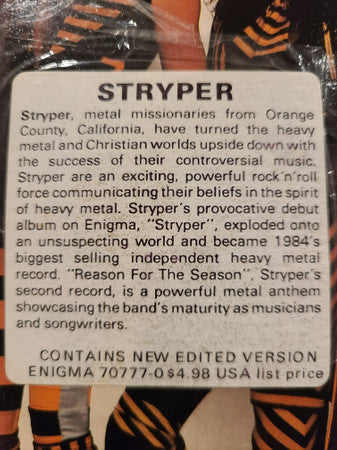 STRYPER
Stryper, metal missionaries from Orange
County, California, have turned the heavy
metal and Christian worlds upside down with
the success of their controversial music.
Stryper are an exciting, powerful rock'n'roll
force communicating their beliefs in the spirit
of heavy metal. Stryper's provocative debut
album on Enigma, "Stryper", exploded onto
an unsuspecting world and became 1984's
biggest selling independent heavy metal
record. "Reason For The Season", Stryper's
second record, is a powerful metal anthem
showcasing the band's maturity as musicians
and songwriters.
CONTAINS NEW EDITED VERSION
ENIGMA 70777-0 $4.98 USA list price